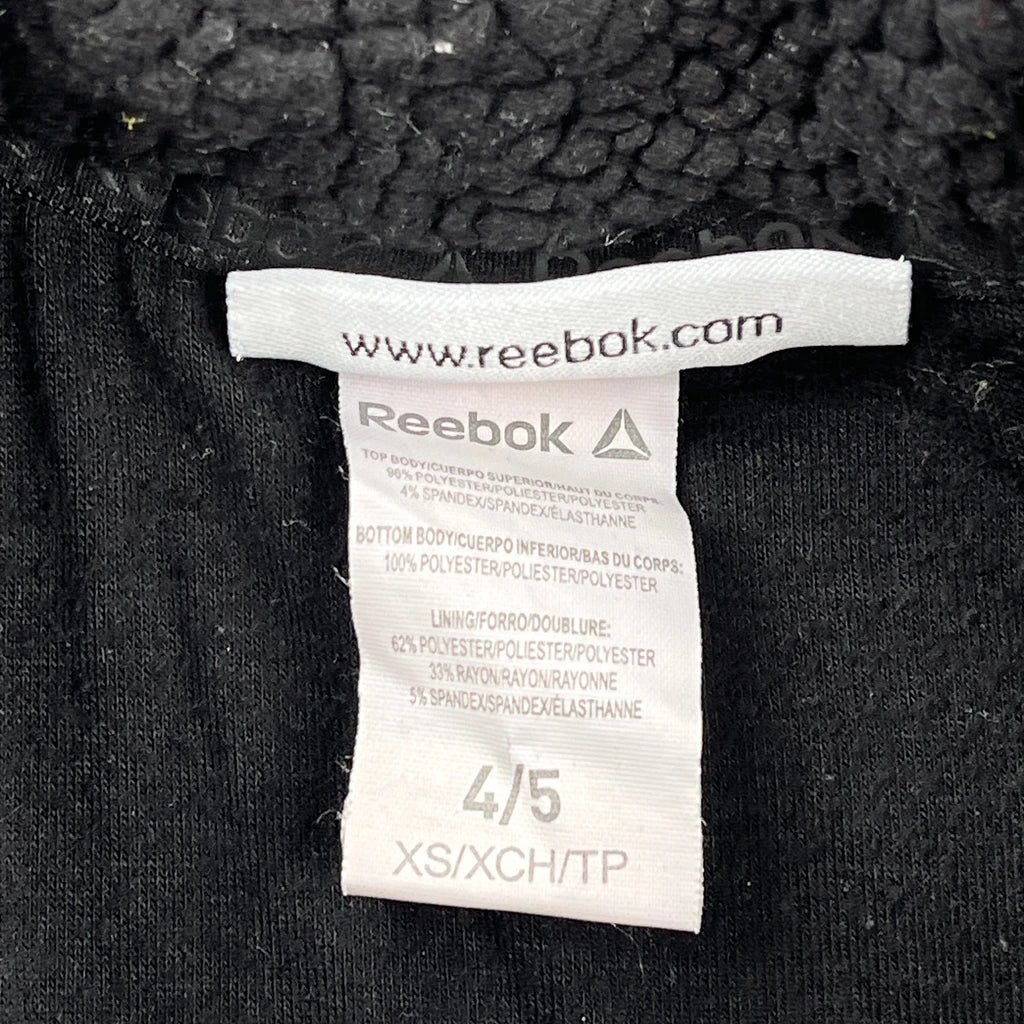 www.reebok.com
Reebok
TOP BODY/CUERPO SUPERIOR/HAUT DU CORPS:
96% POLYESTER/POLIESTER/POLYESTER
4% SPANDEX/SPANDEX/ÉLASTHANNE
BOTTOM BODY/CUERPO INFERIOR/BAS DU CORPS:
100% POLYESTER/POLIESTER/POLYESTER
LINING/FORRO/DOUBLURE:
62% POLYESTER/POLIESTER/POLYESTER
33% RAYON/RAYON/RAYONNE
5% SPANDEX/SPANDEX/ÉLASTHANNE
4/5
XS/XCH/TP